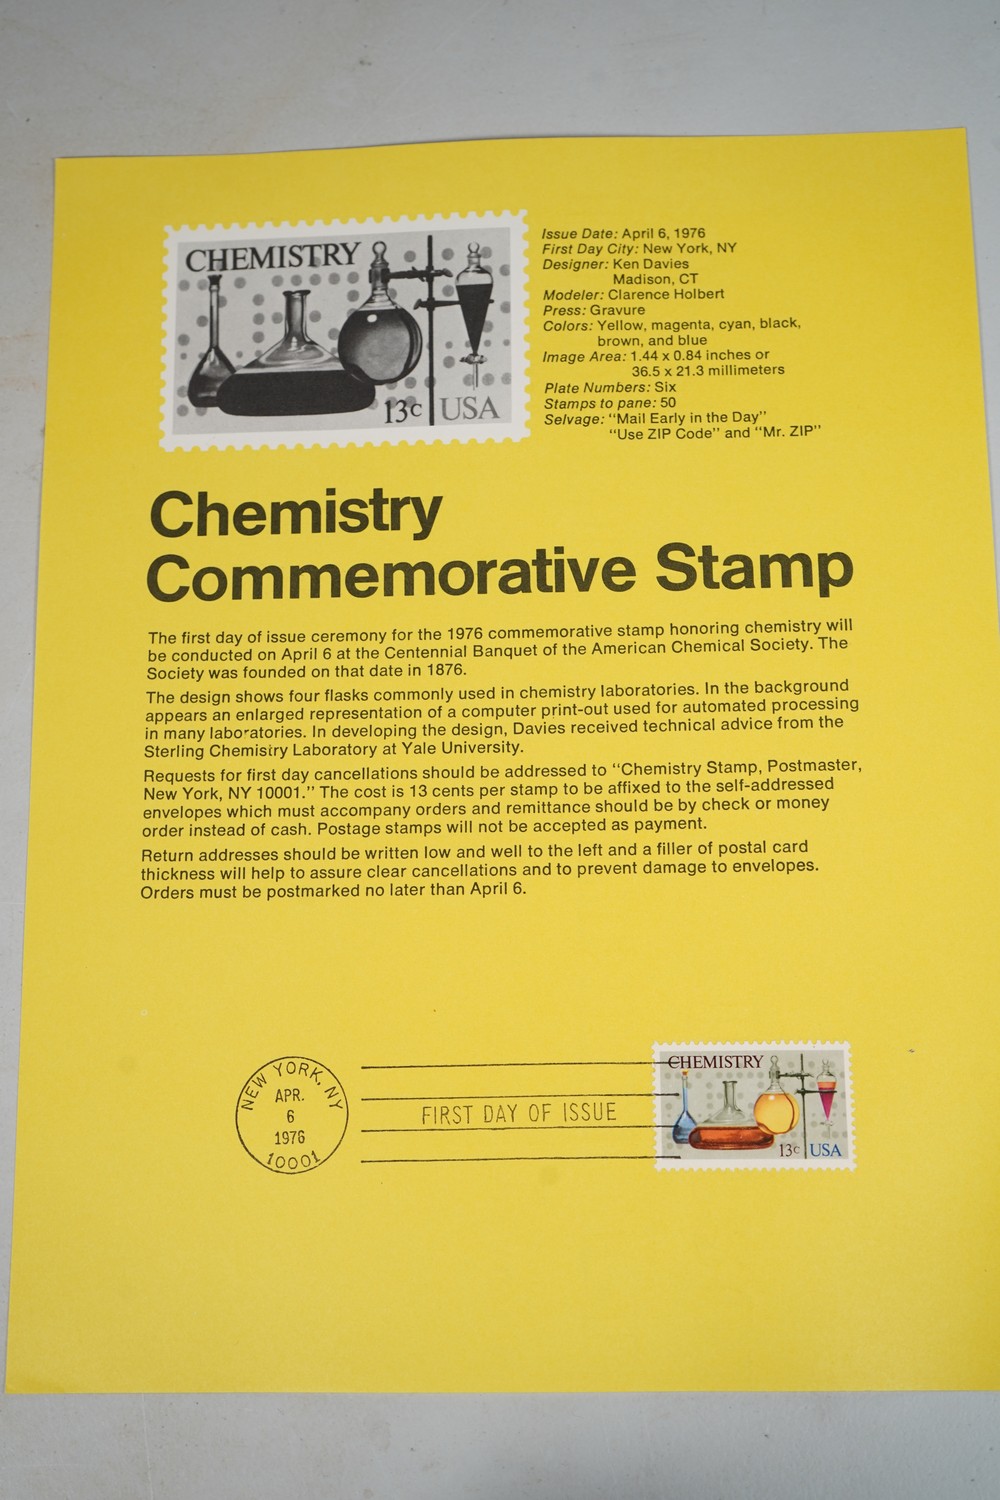 CHEMISTRY
13c USA
Issue Date: April 6, 1976
First Day City: New York, NY
Designer: Ken Davies
Madison, CT
Modeler: Clarence Holbert
Press: Gravure
Colors: Yellow, magenta, cyan, black,
brown, and blue
Image Area: 1.44 x 0.84 inches or
36.5 x 21.3 millimeters
Plate Numbers: Six
Stamps to pane: 50
Selvage: "Mail Early in the Day"
"Use ZIP Code" and "Mr. ZIP"
Chemistry
Commemorative Stamp
The first day of issue ceremony for the 1976 commemorative stamp honoring chemistry will
be conducted on April 6 at the Centennial Banquet of the American Chemical Society. The
Society was founded on that date in 1876.
The design shows four flasks commonly used in chemistry laboratories. In the background
appears an enlarged representation of a computer print-out used for automated processing
in many laboratories. In developing the design, Davies received technical advice from the
Sterling Chemistry Laboratory at Yale University.
Requests for first day cancellations should be addressed to "Chemistry Stamp, Postmaster,
New York, NY 10001." The cost is 13 cents per stamp to be affixed to the self-addressed
envelopes which must accompany orders and remittance should be by check or money
order instead of cash. Postage stamps will not be accepted as payment.
Return addresses should be written low and well to the left and a filler of postal card
thickness will help to assure clear cancellations and to prevent damage to envelopes.
Orders must be postmarked no later than April 6.
NEW YORK, NY
APR.
6
1976
10001
FIRST DAY OF ISSUE
CHEMISTRY
13c USA